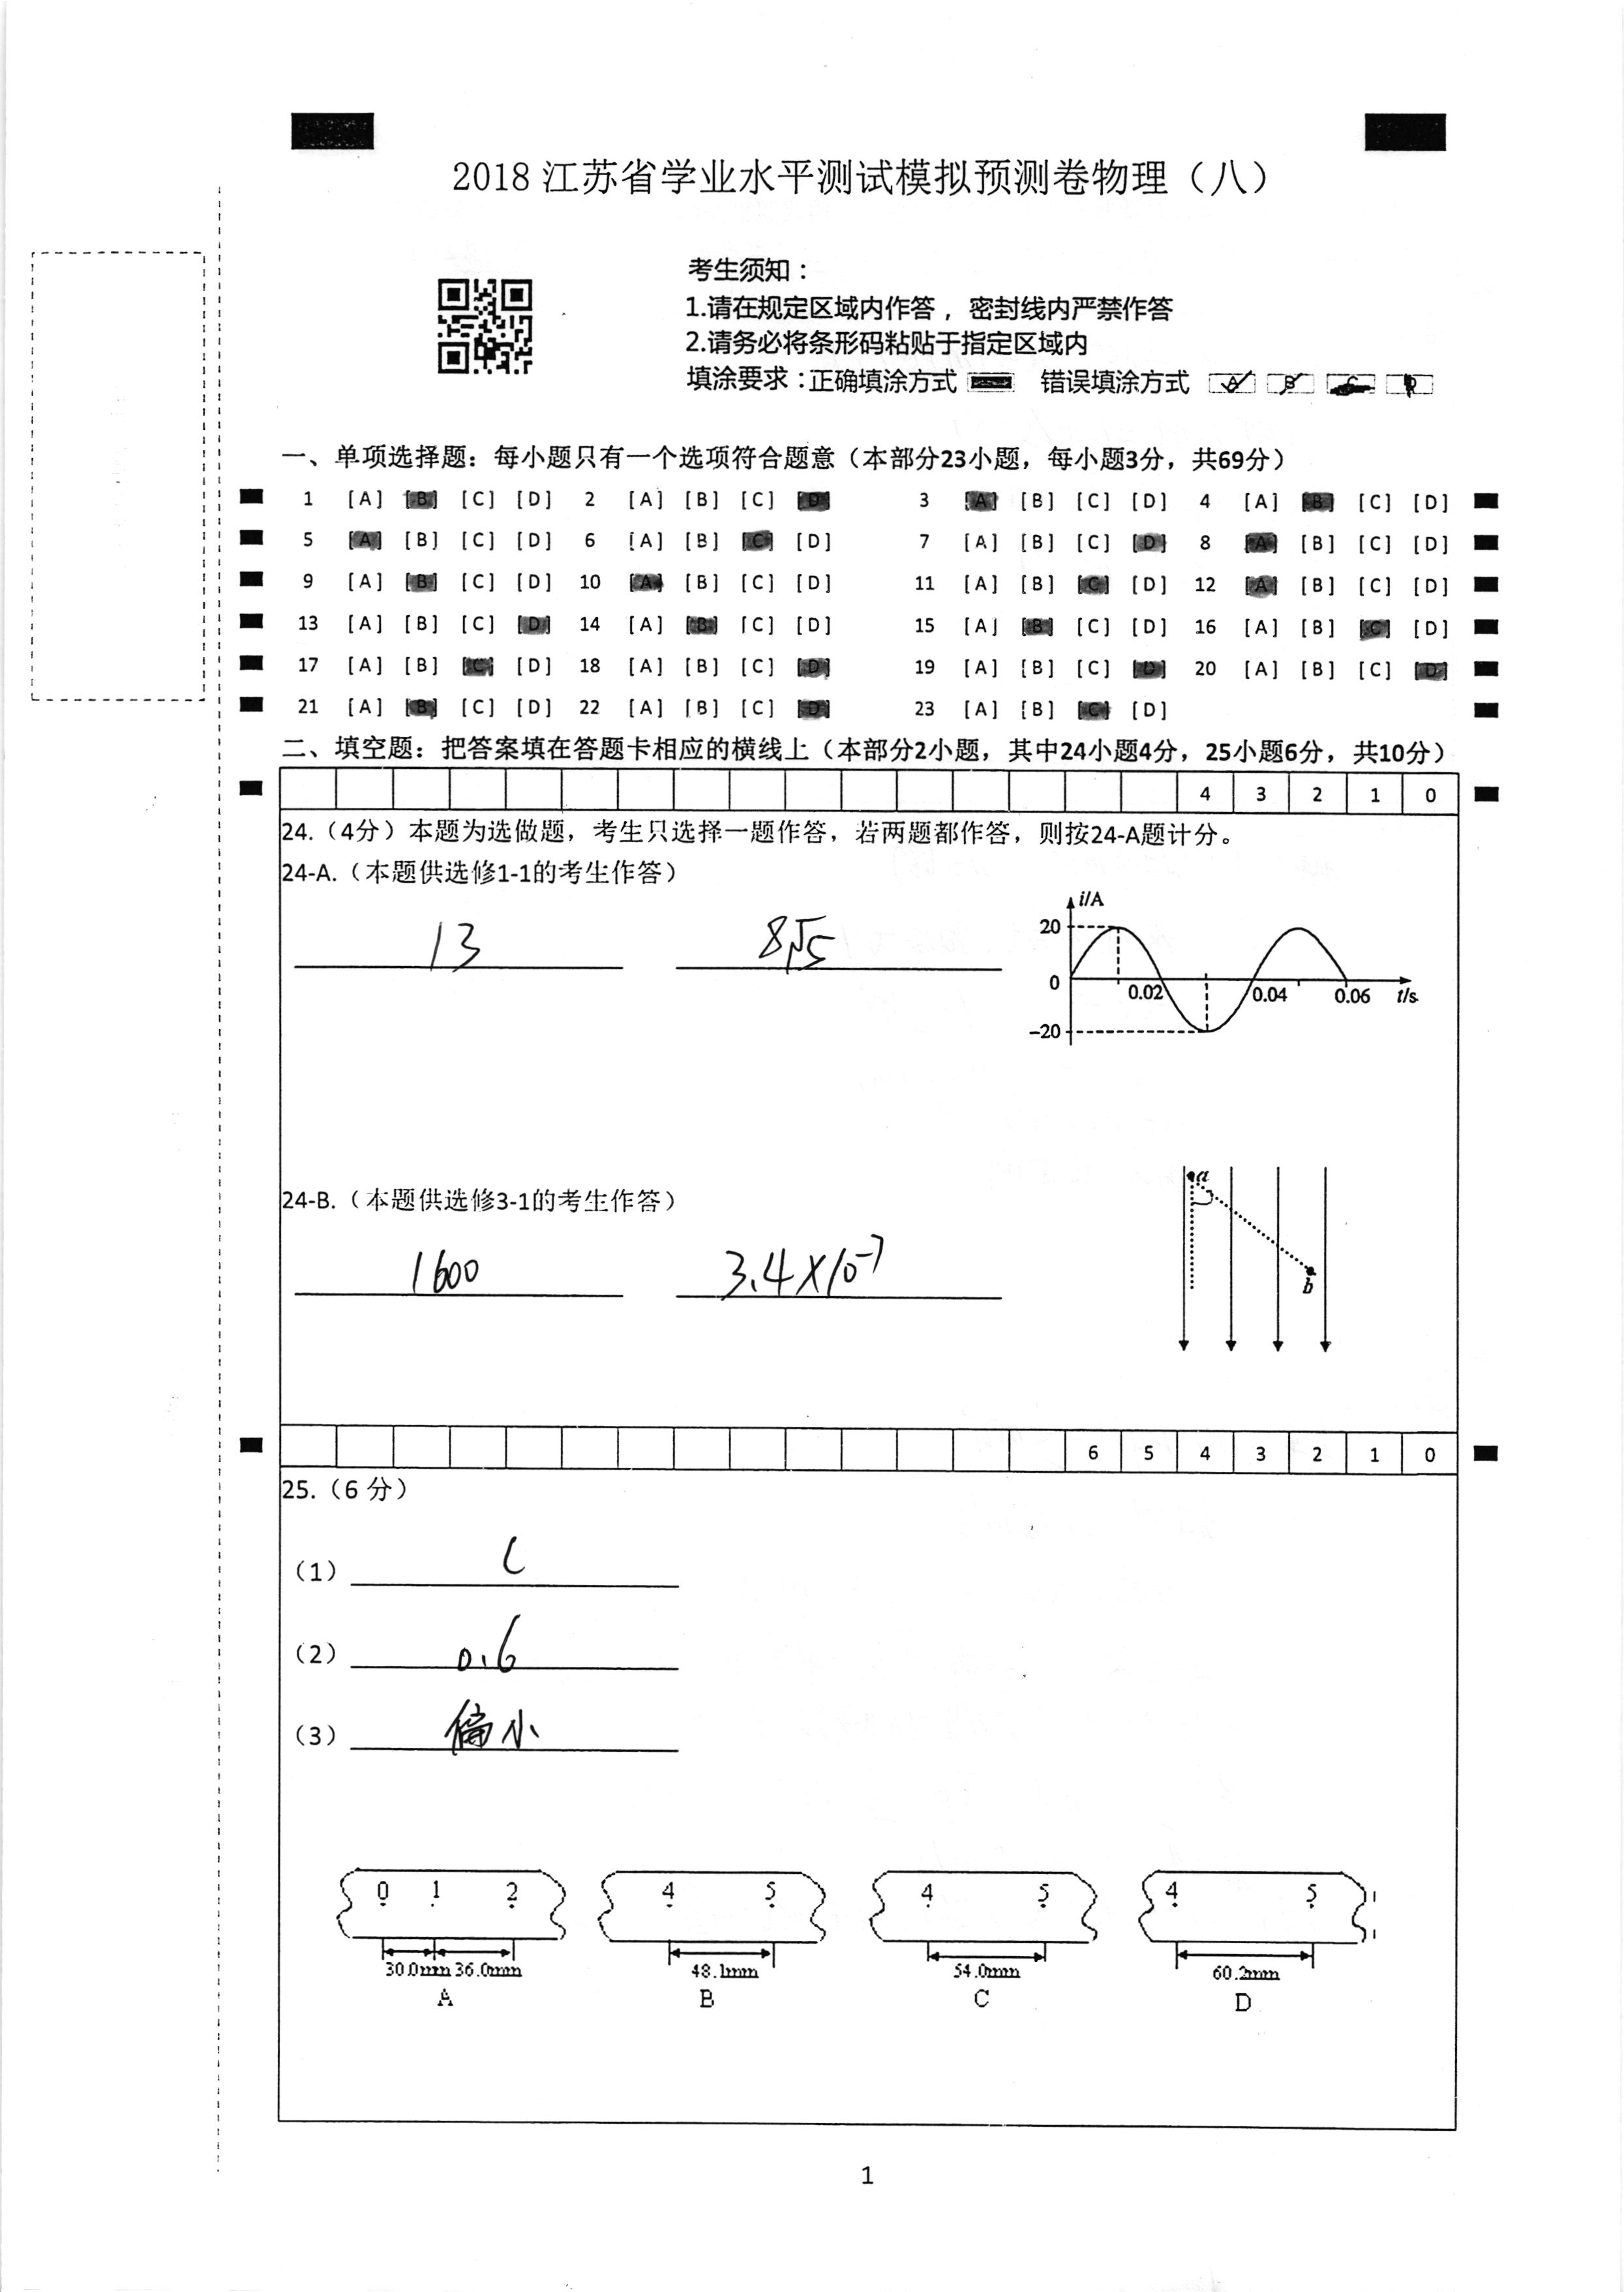 2018 江苏省学业水平测试模拟预测卷物理（八）
考生须知：
1.请在规定区域内作答，密封线内严禁作答
2.请务必将条形码粘贴于指定区域内
填涂要求：正确填涂方式 错误填涂方式 A B C D
一、单项选择题：每小题只有一个选项符合题意（本部分23小题，每小题3分，共69分）
1 [A] [B] [C] [D] 2 [A] [B] [C] [D] 3 [A] [B] [C] [D] 4 [A] [B] [C] [D]
5 [A] [B] [C] [D] 6 [A] [B] [C] [D] 7 [A] [B] [C] [D] 8 [A] [B] [C] [D]
9 [A] [B] [C] [D] 10 [A] [B] [C] [D] 11 [A] [B] [C] [D] 12 [A] [B] [C] [D]
13 [A] [B] [C] [D] 14 [A] [B] [C] [D] 15 [A] [B] [C] [D] 16 [A] [B] [C] [D]
17 [A] [B] [C] [D] 18 [A] [B] [C] [D] 19 [A] [B] [C] [D] 20 [A] [B] [C] [D]
21 [A] [B] [C] [D] 22 [A] [B] [C] [D] 23 [A] [B] [C] [D]
二、填空题：把答案填在答题卡相应的横线上（本部分2小题，其中24小题4分，25小题6分，共10分）
4 3 2 1 0
24.（4分）本题为选做题，考生只选择一题作答，若两题都作答，则按24-A题计分。
24-A.（本题供选修1-1的考生作答）
13 8√5
i/A
20
0 0.02 0.04 0.06 t/s
-20
24-B.（本题供选修3-1的考生作答）
1600 3.4×10⁻⁷
a
b
6 5 4 3 2 1 0
25.（6 分）
（1） C
（2） 0.6
（3） 偏小
0 1 2 4 5 4 5 4 5
30.0mm 36.0mm 48.1mm 54.0mm 60.2mm
A B C D
1